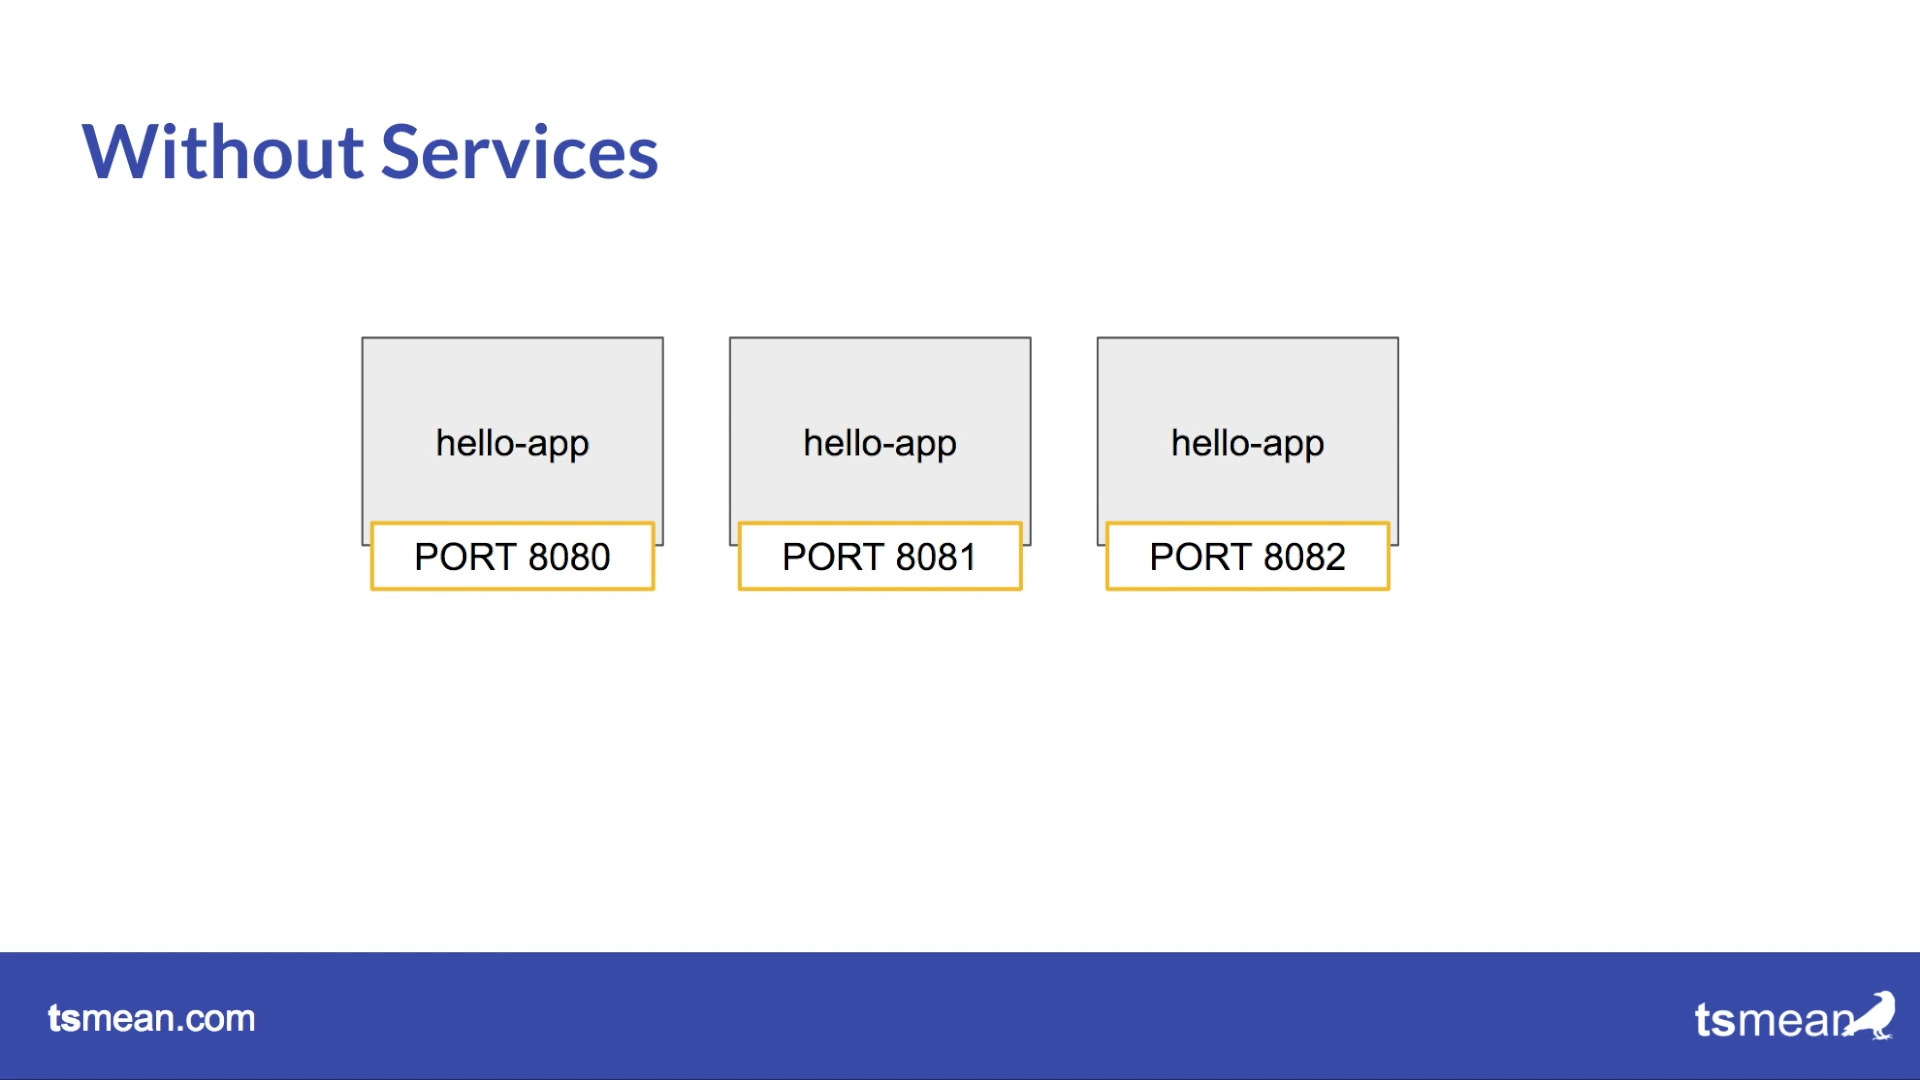 Without Services
hello-app
hello-app
hello-app
PORT 8080
PORT 8081
PORT 8082
tsmean.com
tsmean